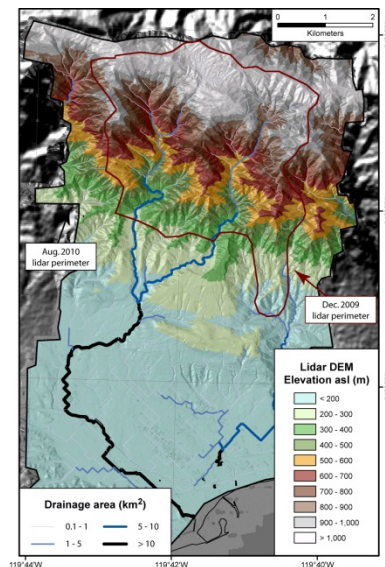 0 1 2
Kilometers
Aug. 2010
lidar perimeter
Dec. 2009
lidar perimeter
Lidar DEM
Elevation asl (m)
< 200
200 - 300
300 - 400
400 - 500
500 - 600
600 - 700
700 - 800
800 - 900
900 - 1,000
> 1,000
Drainage area (km²)
0.1 - 1
5 - 10
1 - 5
> 10
119°44'W
119°42'W
119°40'W